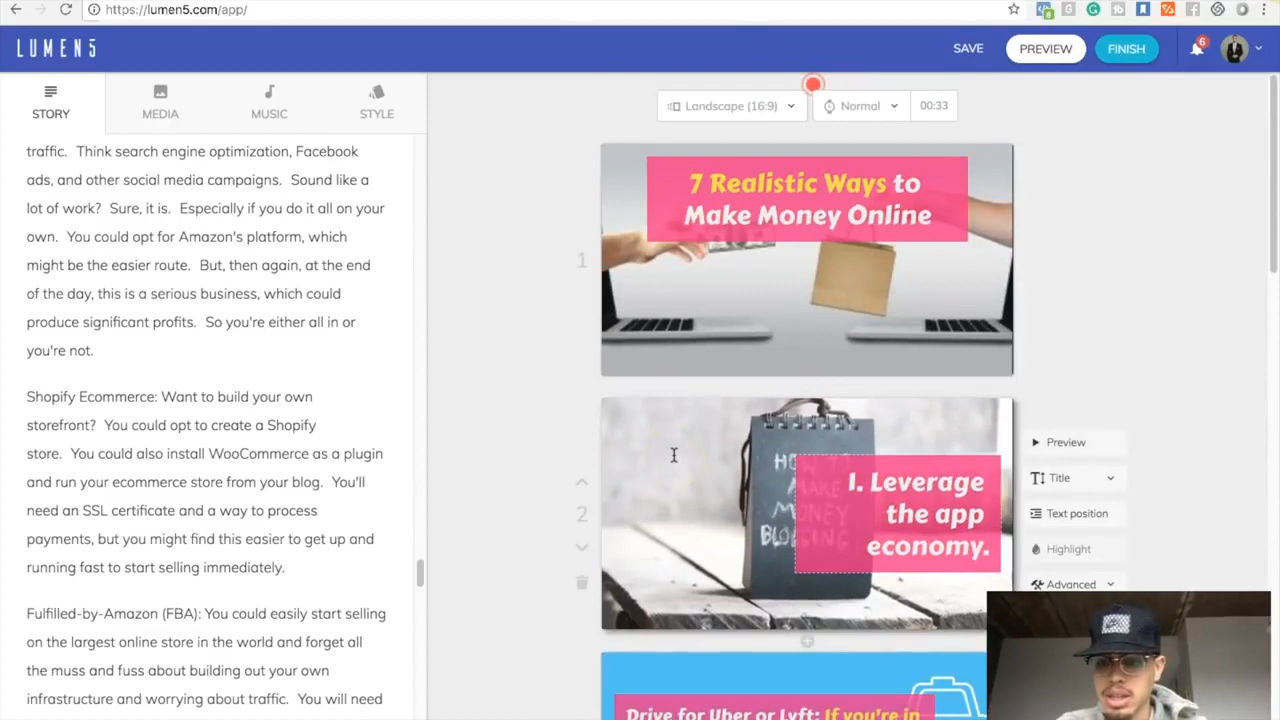 https://lumen5.com/app/
LUMEN5
SAVE
PREVIEW
FINISH
6
STORY
MEDIA
MUSIC
STYLE
Landscape (16:9)
Normal
00:33
traffic. Think search engine optimization, Facebook
ads, and other social media campaigns. Sound like a
lot of work? Sure, it is. Especially if you do it all on your
own. You could opt for Amazon's platform, which
might be the easier route. But, then again, at the end
of the day, this is a serious business, which could
produce significant profits. So you're either all in or
you're not.
Shopify Ecommerce: Want to build your own
storefront? You could opt to create a Shopify
store. You could also install WooCommerce as a plugin
and run your ecommerce store from your blog. You'll
need an SSL certificate and a way to process
payments, but you might find this easier to get up and
running fast to start selling immediately.
Fulfilled-by-Amazon (FBA): You could easily start selling
on the largest online store in the world and forget all
the muss and fuss about building out your own
infrastructure and worrying about traffic. You will need
1
7 Realistic Ways to
Make Money Online
2
HOW TO
MAKE
MONEY
BLOGGING
1. Leverage
the app
economy.
Preview
Title
Text position
Highlight
Advanced
Drive for Uber or Lyft: If you're in